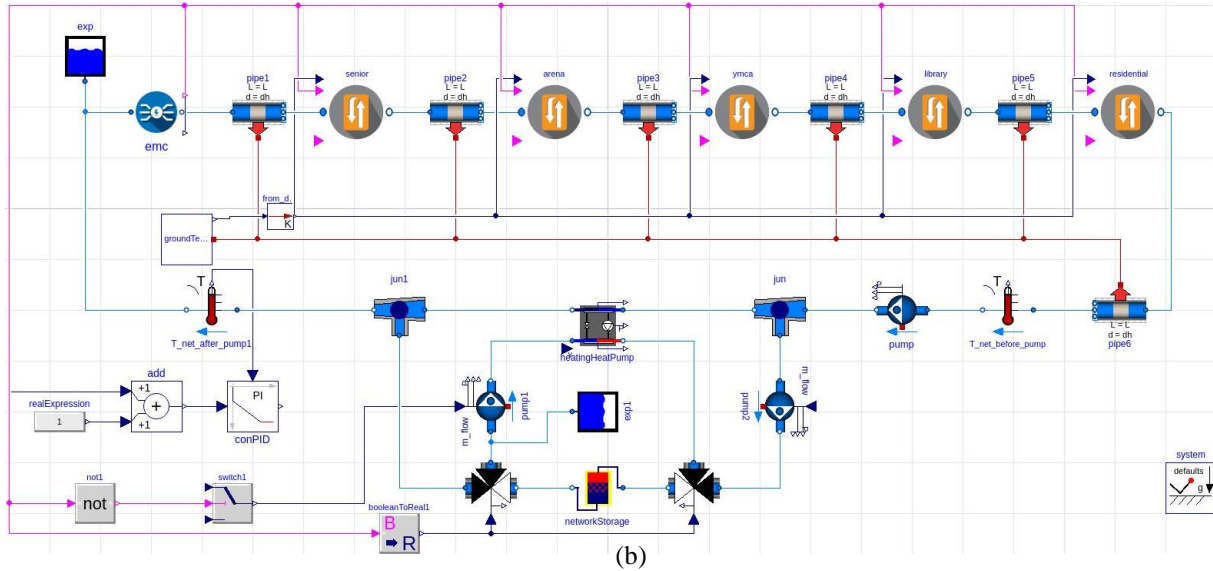 exp
pipe1
L = L
d = dh
senior
pipe2
L = L
d = dh
arena
pipe3
L = L
d = dh
ymca
pipe4
L = L
d = dh
library
pipe5
L = L
d = dh
residential
emc
from_d.
K
groundTe...
T
T_net_after_pump1
jun1
heatingHeatPump
jun
pump
T
T_net_before_pump
L = L
d = dh
pipe6
add
+1
+1
+
realExpression
1
PI
conPID
m_flow
pump1
exp1
pump2
m_flow
system
defaults
g
not1
not
switch1
booleanToReal1
B
R
networkStorage
(b)